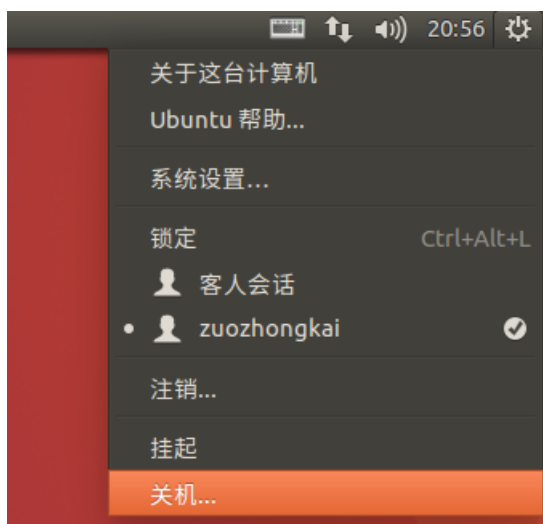 20:56
关于这台计算机
Ubuntu 帮助...
系统设置...
锁定 Ctrl+Alt+L
客人会话
zuozhongkai
注销...
挂起
关机...